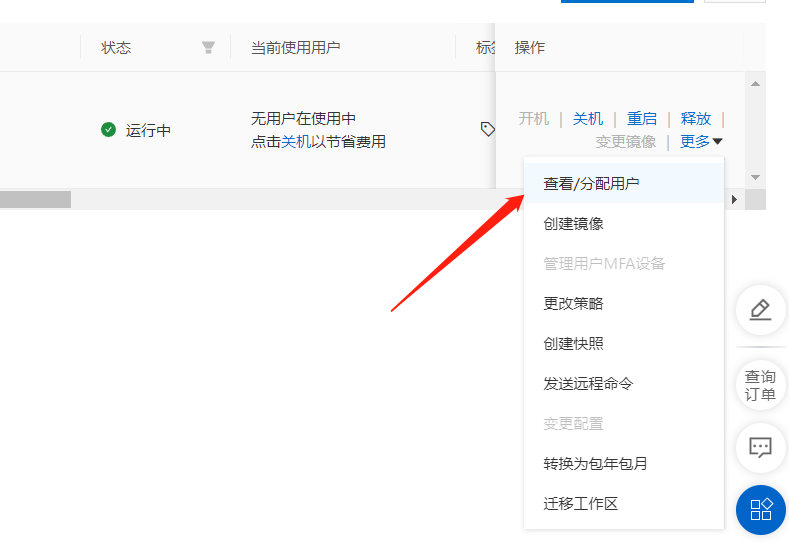 状态
当前使用用户
标签
操作
运行中
无用户在使用中
点击关机以节省费用
开机 | 关机 | 重启 | 释放 |
变更镜像 | 更多
查看/分配用户
创建镜像
管理用户MFA设备
更改策略
创建快照
发送远程命令
变更配置
转换为包年包月
迁移工作区
查询
订单